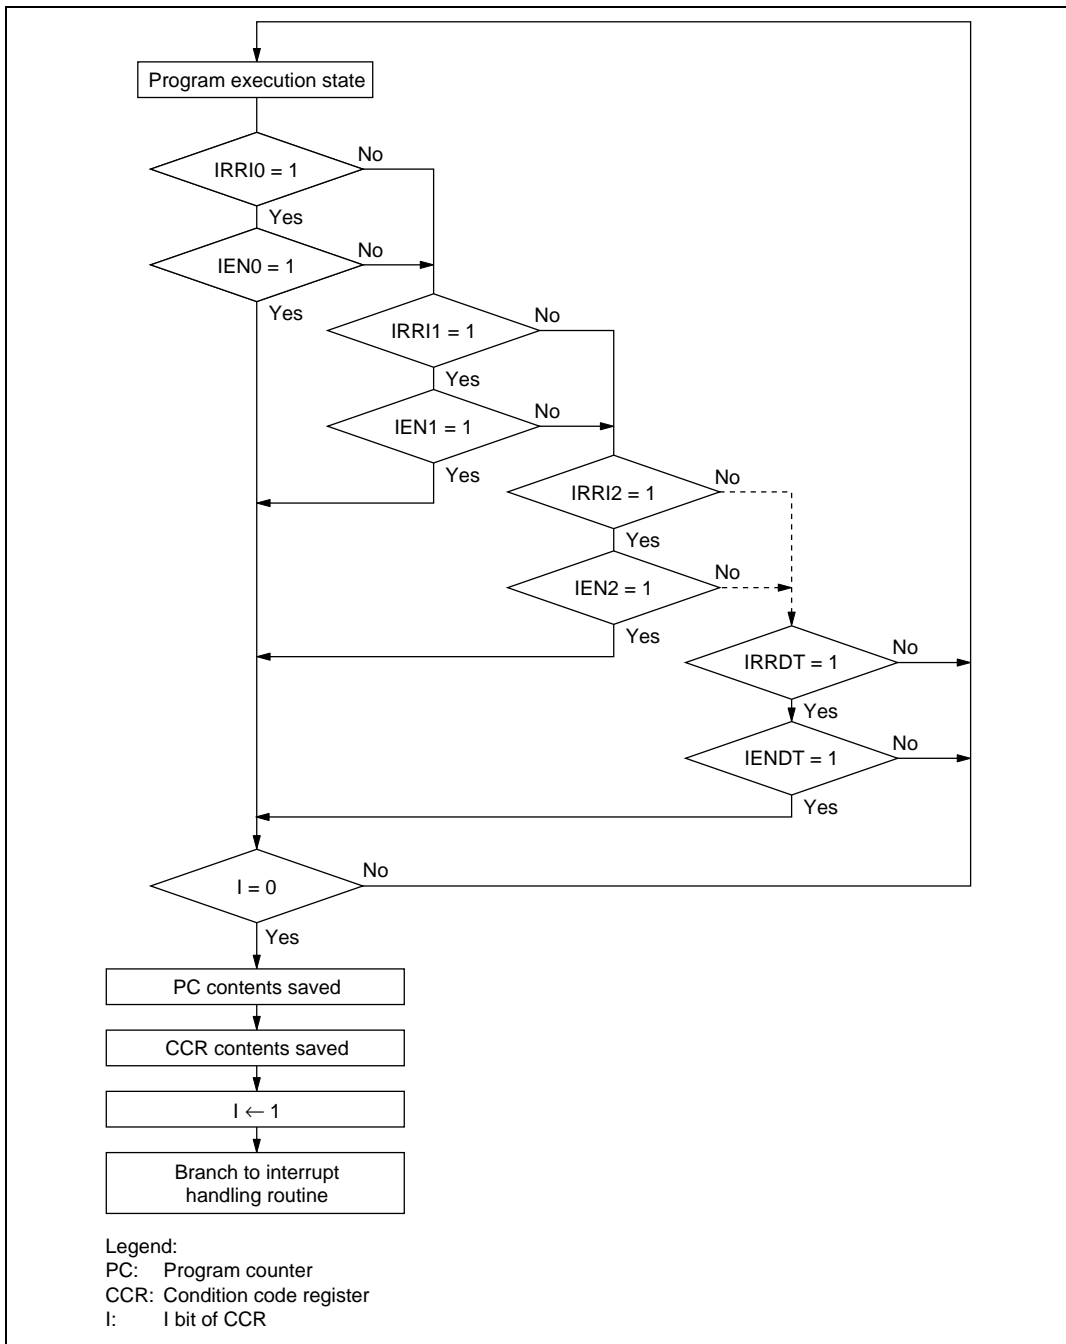 Program execution state
IRRI0 = 1
No
Yes
IEN0 = 1
No
Yes
IRRI1 = 1
No
Yes
IEN1 = 1
No
Yes
IRRI2 = 1
No
Yes
IEN2 = 1
No
Yes
IRRDT = 1
No
Yes
IENDT = 1
No
Yes
I = 0
No
Yes
PC contents saved
CCR contents saved
I ← 1
Branch to interrupt
handling routine
Legend:
PC: Program counter
CCR: Condition code register
I: I bit of CCR